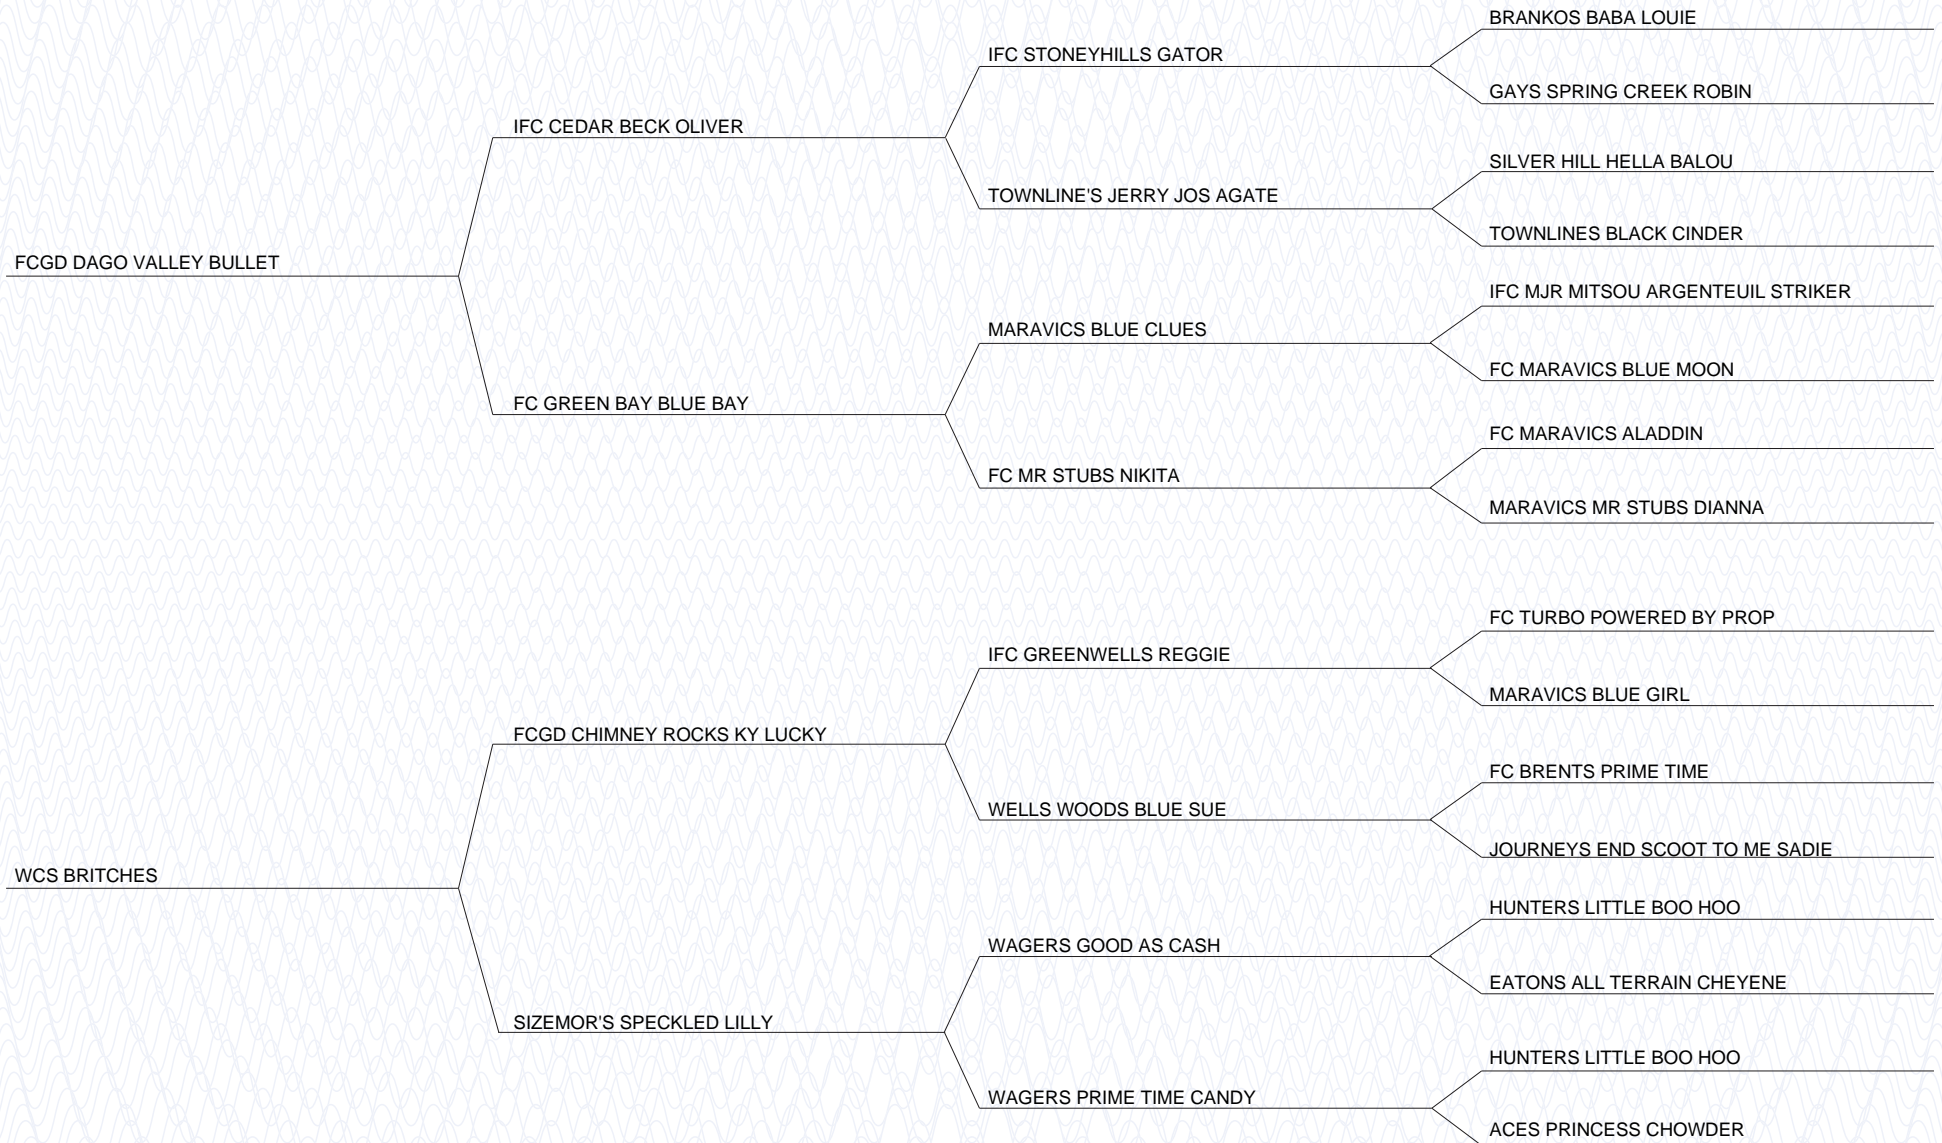 BRANKOS BABA LOUIE
IFC STONEYHILLS GATOR
GAYS SPRING CREEK ROBIN
IFC CEDAR BECK OLIVER
SILVER HILL HELLA BALOU
TOWNLINE'S JERRY JOS AGATE
TOWNLINES BLACK CINDER
FCGD DAGO VALLEY BULLET
IFC MJR MITSOU ARGENTEUIL STRIKER
MARAVICS BLUE CLUES
FC MARAVICS BLUE MOON
FC GREEN BAY BLUE BAY
FC MARAVICS ALADDIN
FC MR STUBS NIKITA
MARAVICS MR STUBS DIANNA
FC TURBO POWERED BY PROP
IFC GREENWELLS REGGIE
MARAVICS BLUE GIRL
FCGD CHIMNEY ROCKS KY LUCKY
FC BRENTS PRIME TIME
WELLS WOODS BLUE SUE
JOURNEYS END SCOOT TO ME SADIE
WCS BRITCHES
HUNTERS LITTLE BOO HOO
WAGERS GOOD AS CASH
EATONS ALL TERRAIN CHEYENE
SIZEMOR'S SPECKLED LILLY
HUNTERS LITTLE BOO HOO
WAGERS PRIME TIME CANDY
ACES PRINCESS CHOWDER